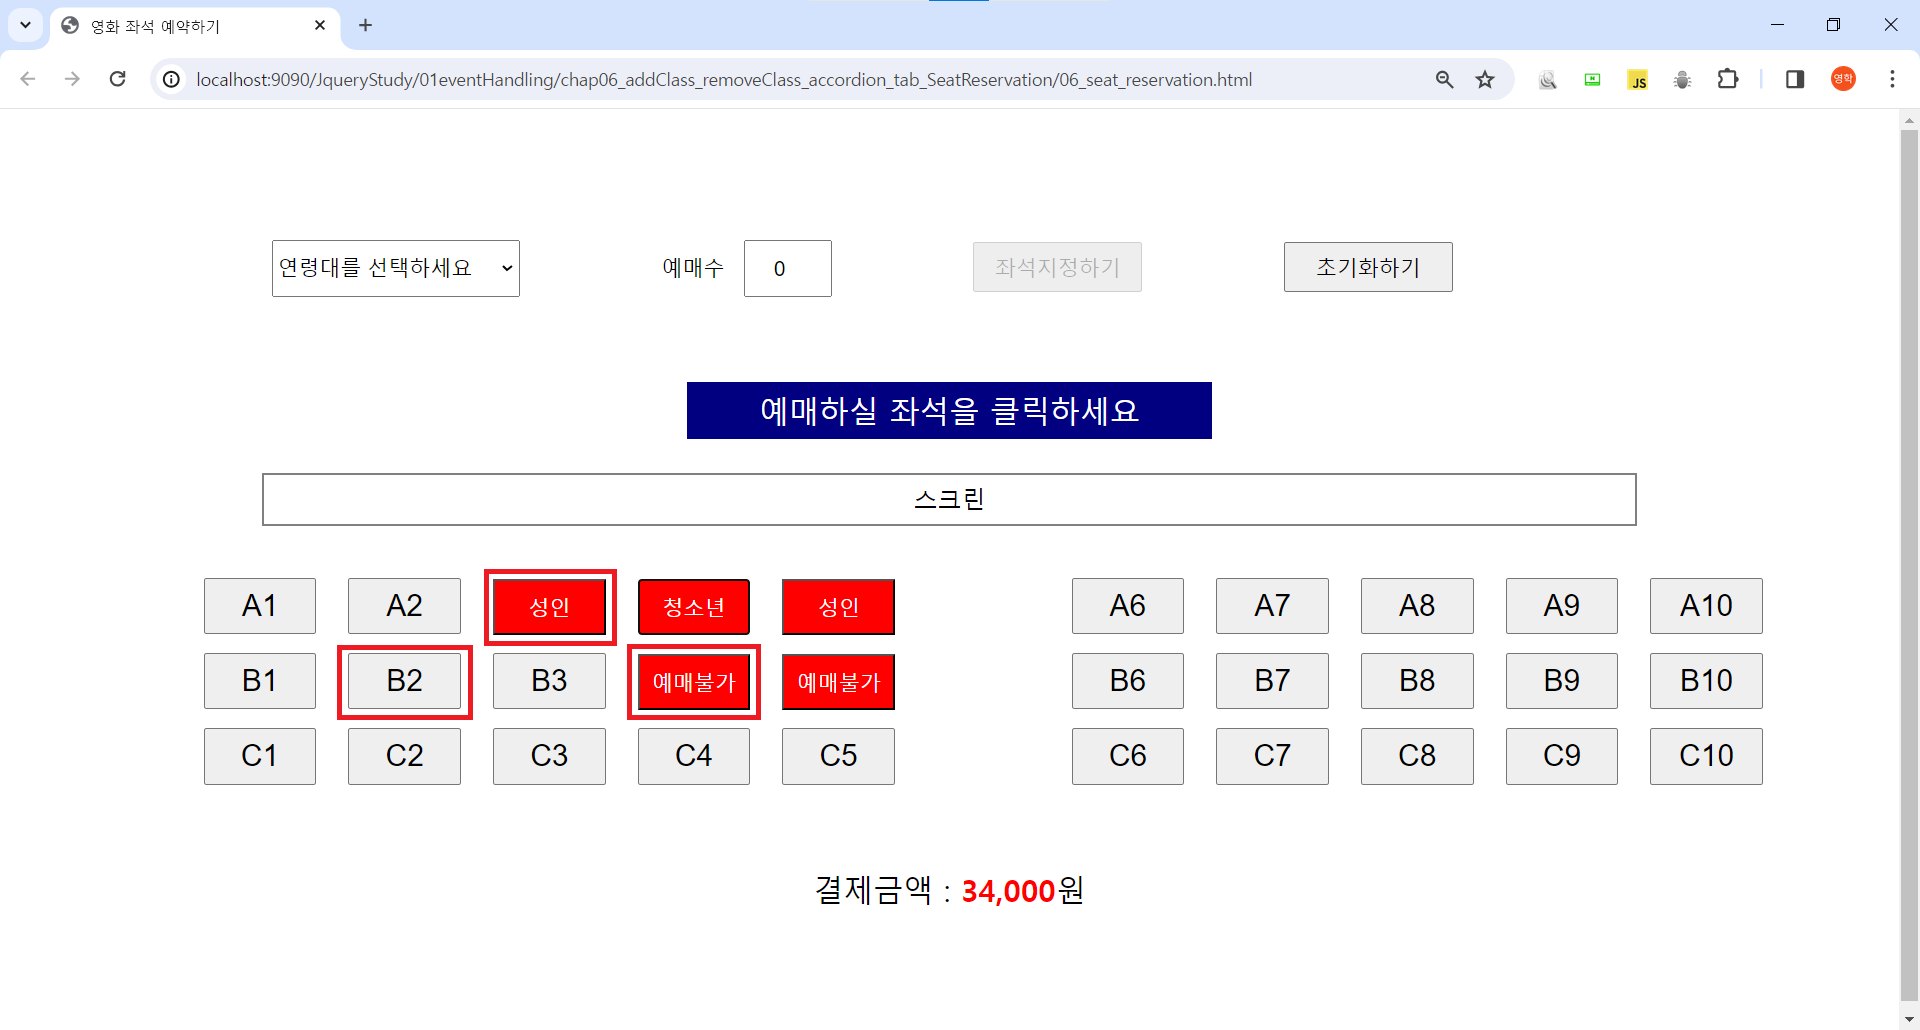 영화 좌석 예약하기
localhost:9090/JqueryStudy/01eventHandling/chap06_addClass_removeClass_accordion_tab_SeatReservation/06_seat_reservation.html
JS
영학
연령대를 선택하세요 예매수 0 좌석지정하기 초기화하기
예매하실 좌석을 클릭하세요
스크린
A1 A2 성인 청소년 성인 A6 A7 A8 A9 A10
B1 B2 B3 예매불가 예매불가 B6 B7 B8 B9 B10
C1 C2 C3 C4 C5 C6 C7 C8 C9 C10
결제금액 : 34,000원